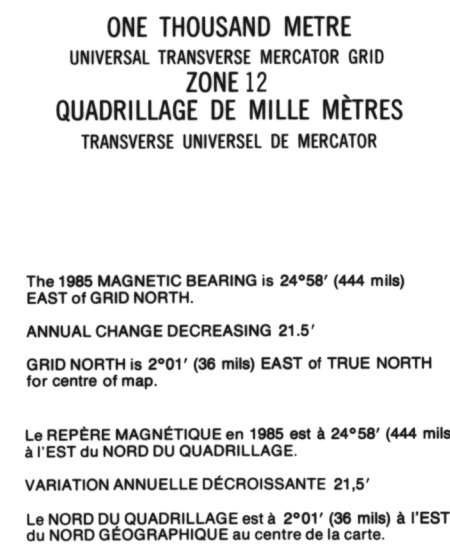 ONE THOUSAND METRE
UNIVERSAL TRANSVERSE MERCATOR GRID
ZONE 12
QUADRILLAGE DE MILLE MÈTRES
TRANSVERSE UNIVERSEL DE MERCATOR
The 1985 MAGNETIC BEARING is 24°58′ (444 mils)
EAST of GRID NORTH.
ANNUAL CHANGE DECREASING 21.5′
GRID NORTH is 2°01′ (36 mils) EAST of TRUE NORTH
for centre of map.
Le REPÈRE MAGNÉTIQUE en 1985 est à 24°58′ (444 mils
à l'EST du NORD DU QUADRILLAGE.
VARIATION ANNUELLE DÉCROISSANTE 21,5′
Le NORD DU QUADRILLAGE est à 2°01′ (36 mils) à l'EST
du NORD GÉOGRAPHIQUE au centre de la carte.